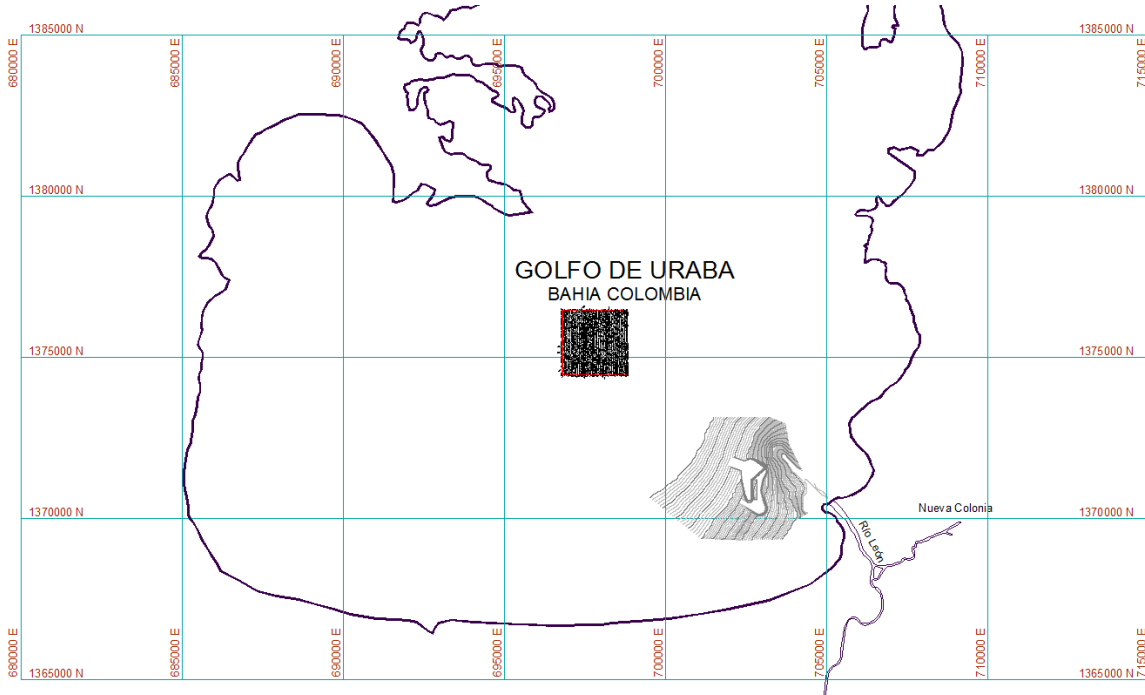 1385000 N
1385000 N
680000 E
685000 E
690000 E
695000 E
700000 E
705000 E
710000 E
715000 E
1380000 N
1380000 N
GOLFO DE URABA
BAHIA COLOMBIA
1375000 N
1375000 N
1370000 N
Nueva Colonia
1370000 N
Río León
680000 E
685000 E
690000 E
695000 E
700000 E
705000 E
710000 E
715000 E
1365000 N
1365000 N